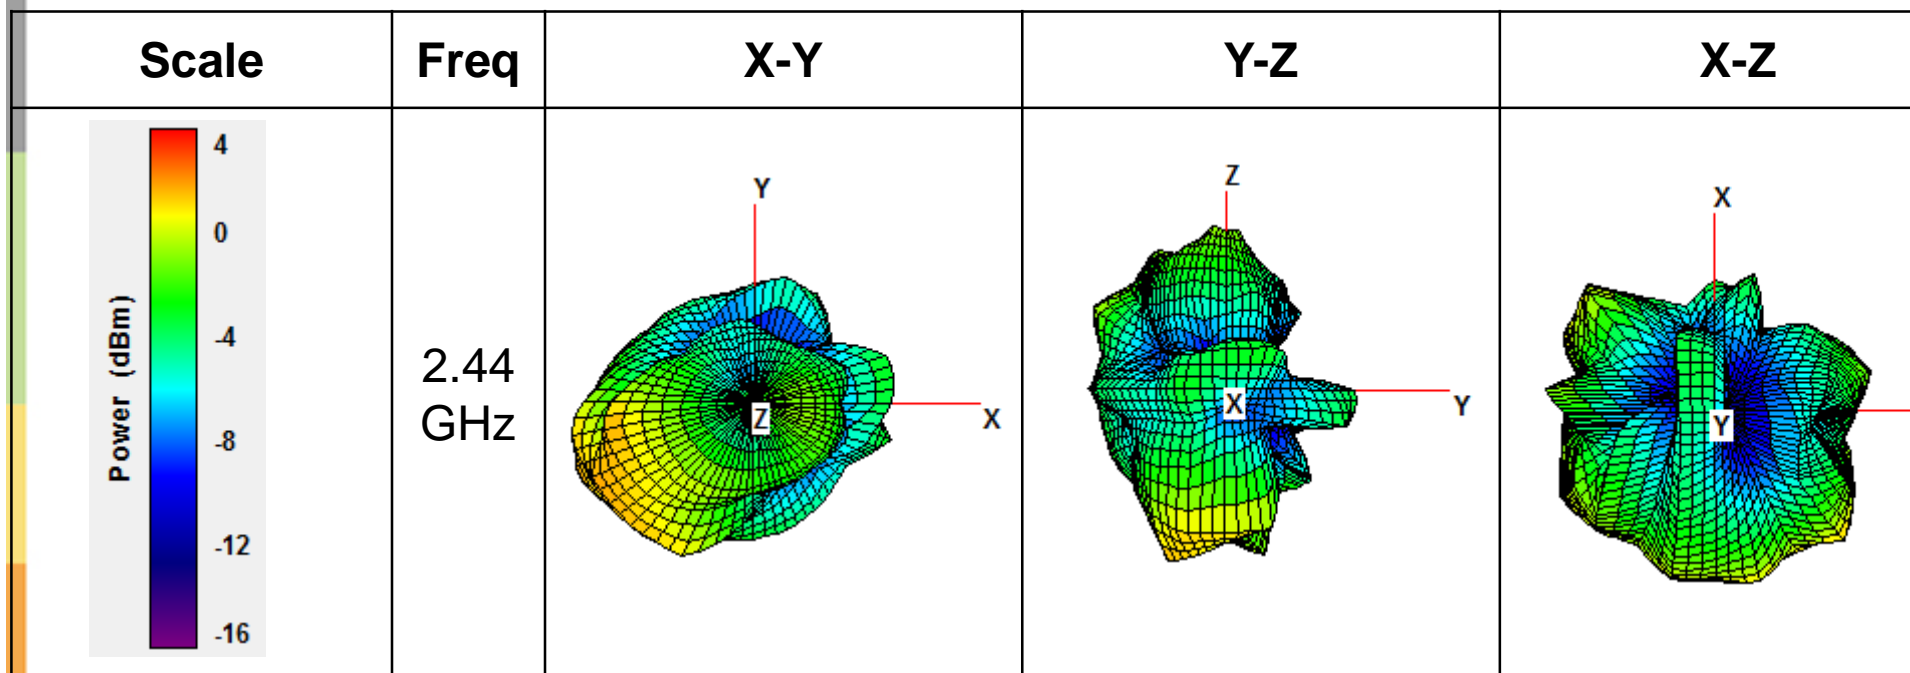 Scale Freq X-Y Y-Z X-Z
Power (dBm)
4
0
-4
-8
-12
-16
2.44
GHz
Y
X
Z
Z
Y
X
X
Y